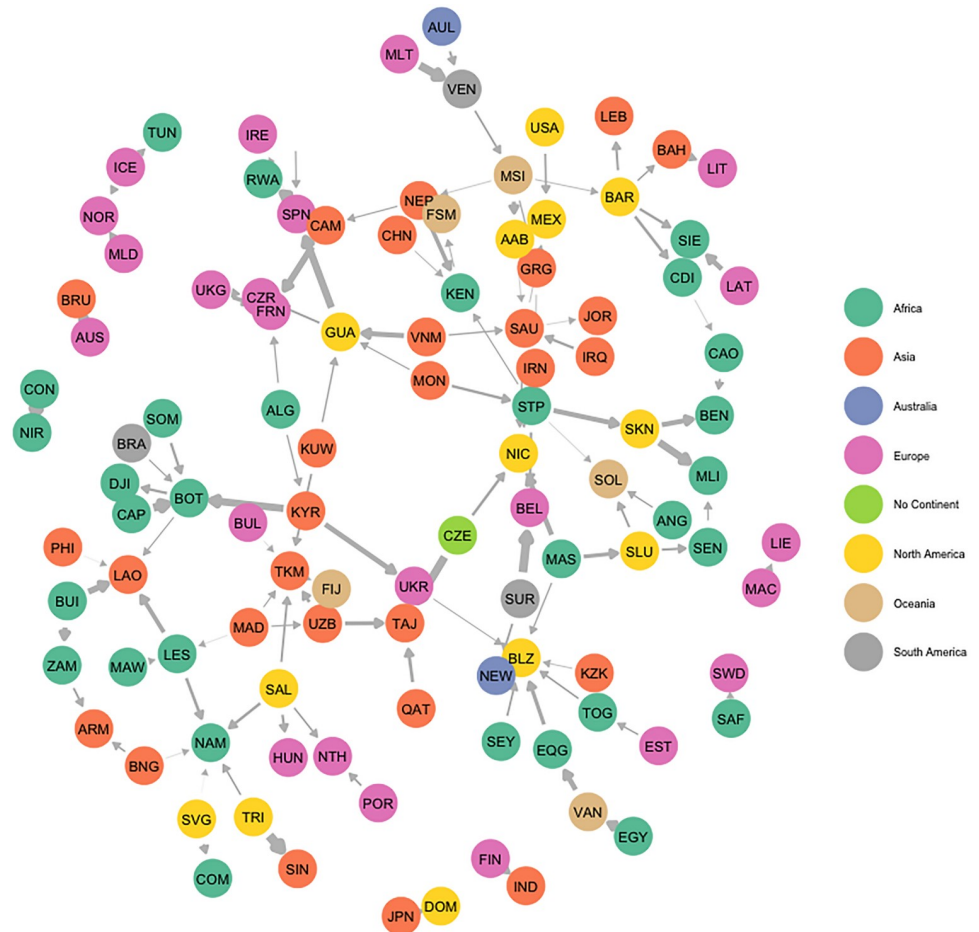 AUL
MLT
VEN
USA
LEB
TUN
IRE
BAH
LIT
ICE
RWA
MSI
BAR
NOR
SPN
CAM
NEP
FSM
MEX
AAB
CHN
SIE
MLD
GRG
CDI
LAT
UKG
CZR
FRN
KEN
BRU
AUS
GUA
VNM
SAU
JOR
IRQ
CAO
Africa
Asia
Australia
Europe
No Continent
North America
Oceania
South America
IRN
MON
CON
NIR
ALG
STP
SKN
BEN
SOM
BRA
KUW
NIC
DJI
CAP
BOT
SOL
MLI
KYR
BUL
BEL
ANG
CZE
PHI
LAO
SEN
SLU
MAS
LIE
MAC
TKM
FIJ
UKR
SUR
BUI
MAD
UZB
TAJ
ZAM
MAW
LES
BLZ
NEW
KZK
SWD
SAL
QAT
TOG
SAF
ARM
NAM
SEY
EQG
EST
BNG
HUN
NTH
POR
SVG
TRI
VAN
EGY
COM
SIN
FIN
IND
JPN
DOM